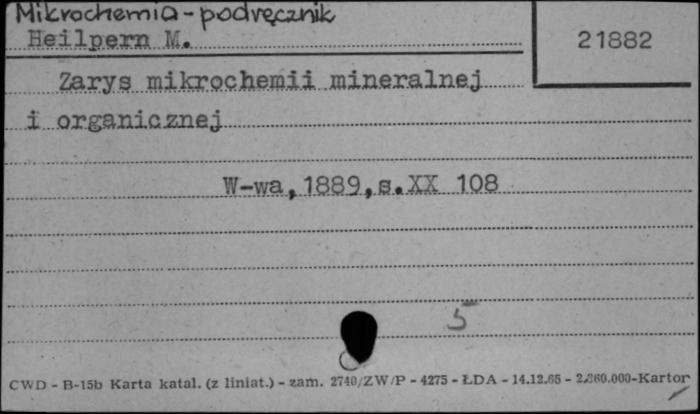 Mikrochemia - podręcznik
Heilpern M.
21882
Zarys mikrochemii mineralnej
i organicznej
W-wa, 1889, s. XX 108
5
CWD - B-15b Karta katal. (z liniat.) - zam. 2740/ZW/P - 4275 - ŁDA - 14.12.65 - 2.360.000-Kartor